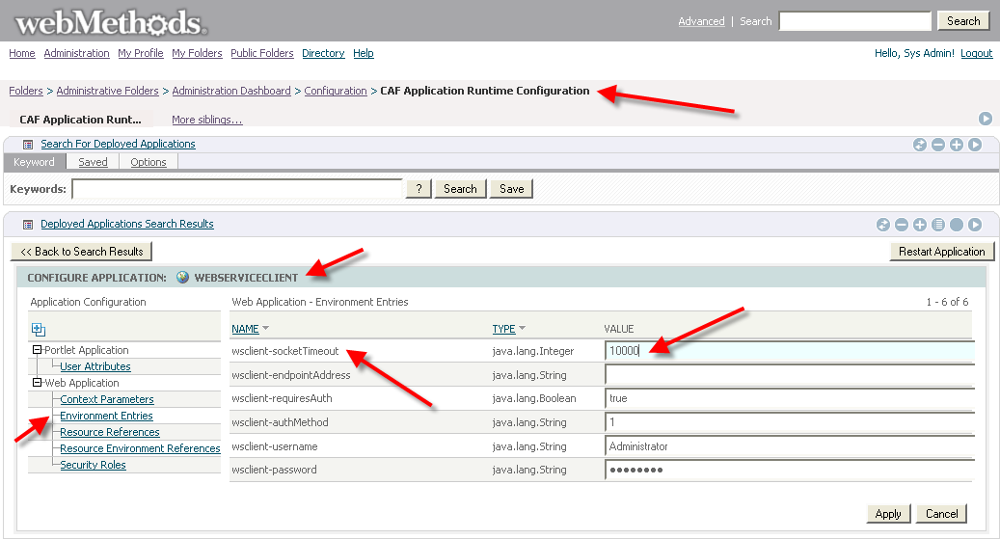 webMethods.
Advanced | Search Search
Home Administration My Profile My Folders Public Folders Directory Help Hello, Sys Admin! Logout
Folders > Administrative Folders > Administration Dashboard > Configuration > CAF Application Runtime Configuration
CAF Application Runt... More siblings...
Search For Deployed Applications
Keyword Saved Options
Keywords: ? Search Save
Deployed Applications Search Results
<< Back to Search Results Restart Application
CONFIGURE APPLICATION: WEBSERVICECLIENT
Application Configuration Web Application - Environment Entries 1 - 6 of 6
NAME TYPE VALUE
Portlet Application wsclient-socketTimeout java.lang.Integer 10000
User Attributes wsclient-endpointAddress java.lang.String
Web Application
Context Parameters wsclient-requiresAuth java.lang.Boolean true
Environment Entries wsclient-authMethod java.lang.String 1
Resource References
Resource Environment References wsclient-username java.lang.String Administrator
Security Roles wsclient-password java.lang.String ••••••••
Apply Cancel